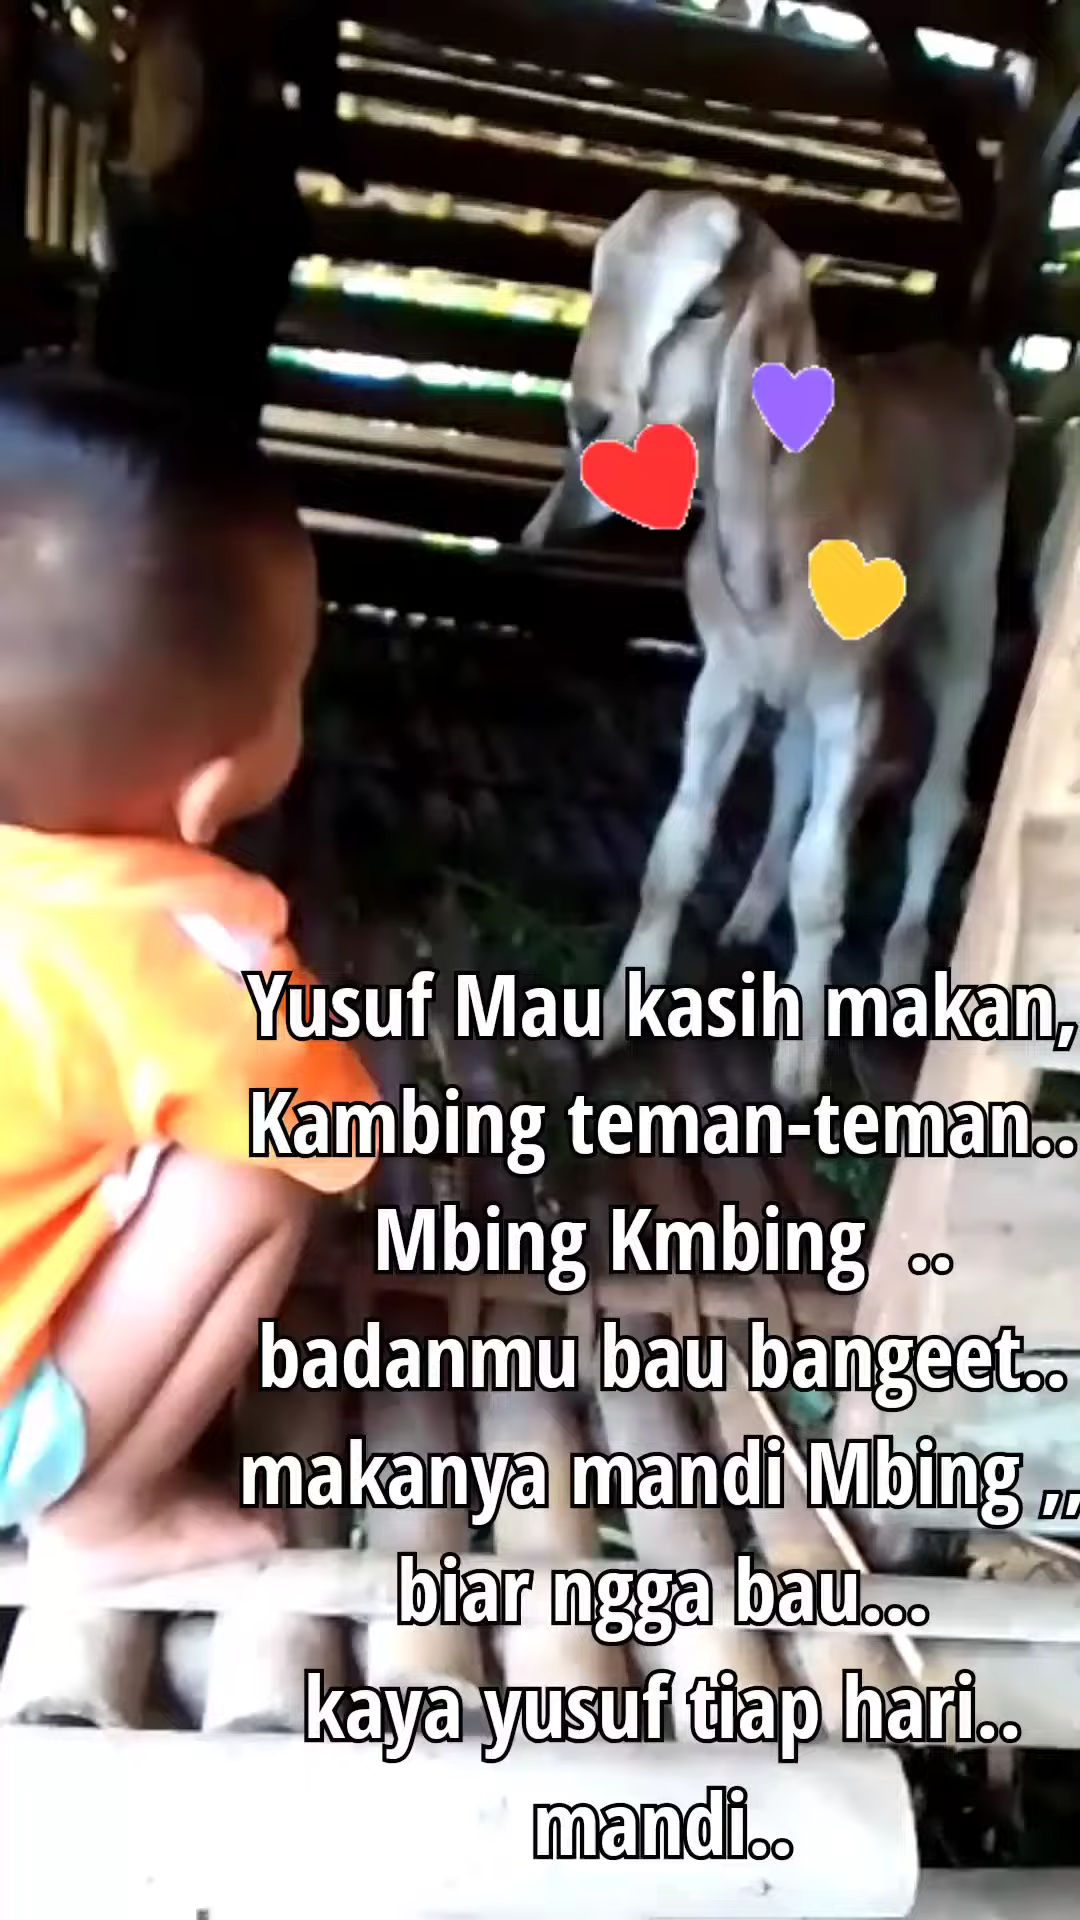 Yusuf Mau kasih makan,
Kambing teman-teman..
Mbing Kmbing ..
badanmu bau bangeet..
makanya mandi Mbing ,,
biar ngga bau...
kaya yusuf tiap hari..
mandi..